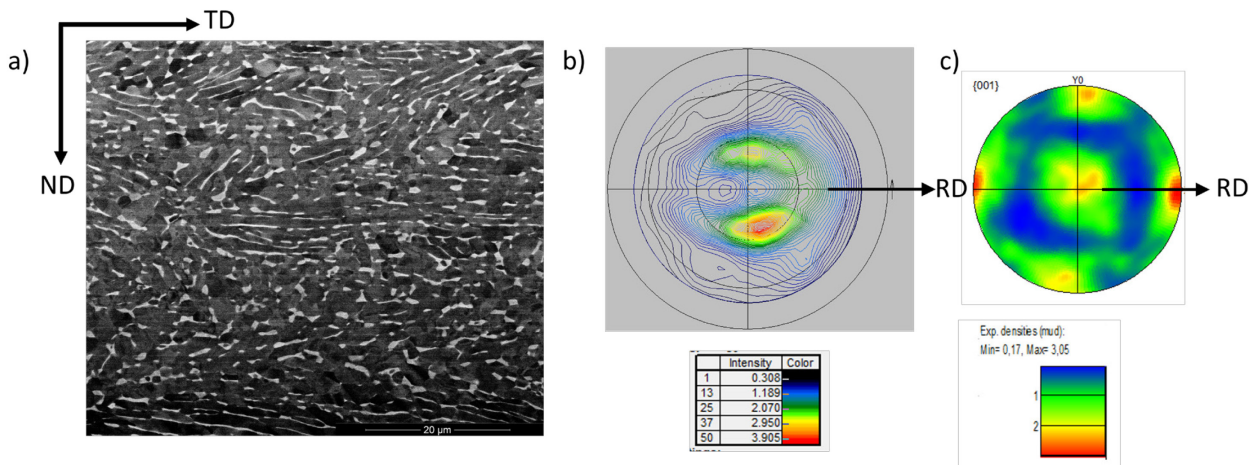 TD
a)
ND
20 µm
b)
RD
Intensity Color
1 0.308
13 1.189
25 2.070
37 2.950
50 3.905
c)
{001}
Y0
RD
Exp. densities (mud):
Min= 0,17, Max= 3,05
1
2